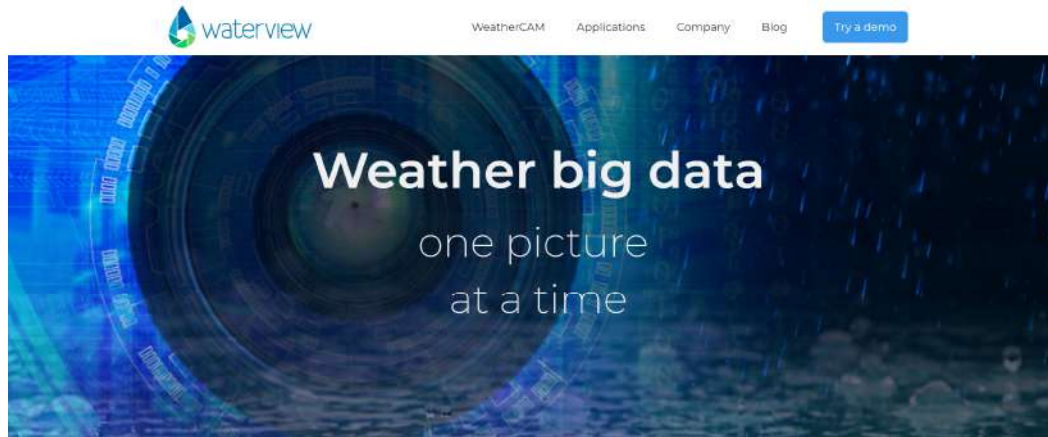 waterview
WeatherCAM Applications Company Blog Try a demo
Weather big data
one picture
at a time